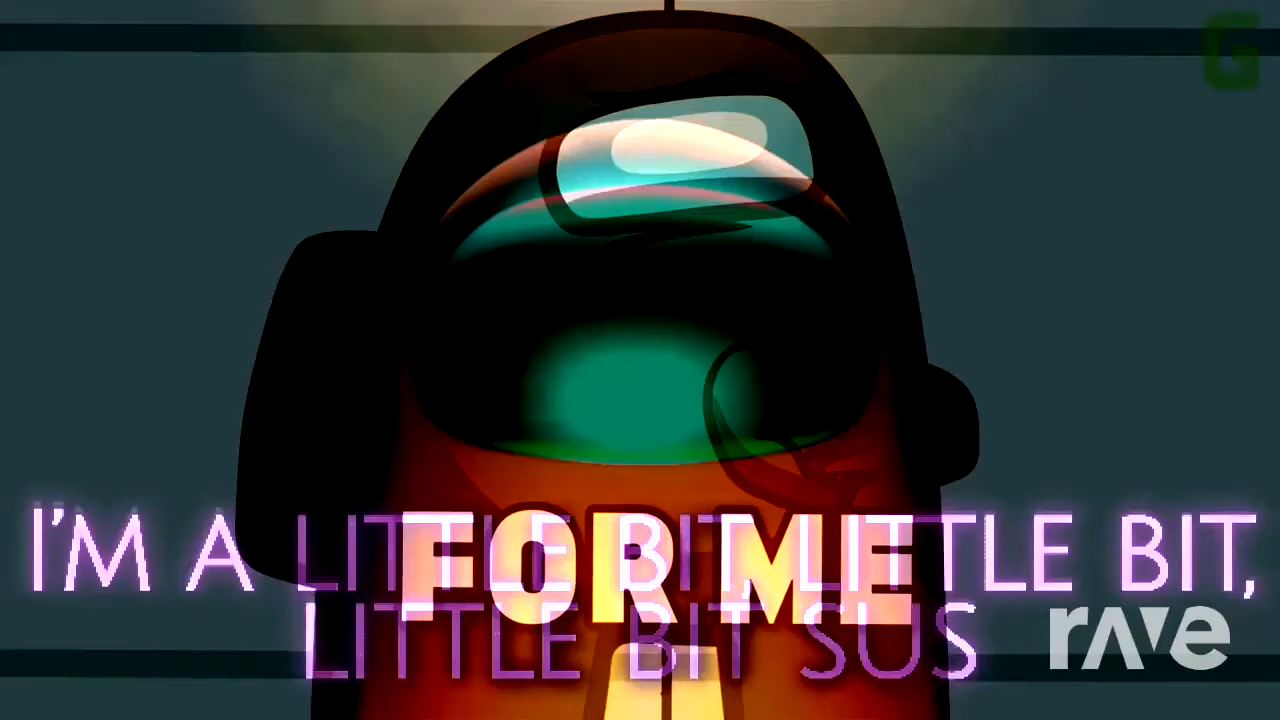 I'M A LITTLE BIT, LITTLE BIT,
FOR ME
LITTLE BIT SUS
rave
G